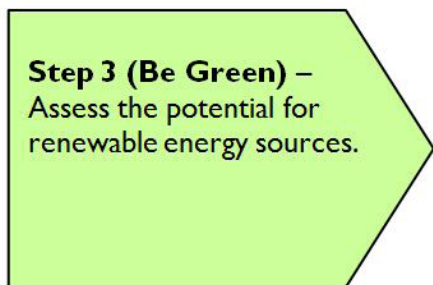 Step 3 (Be Green) –
Assess the potential for
renewable energy sources.